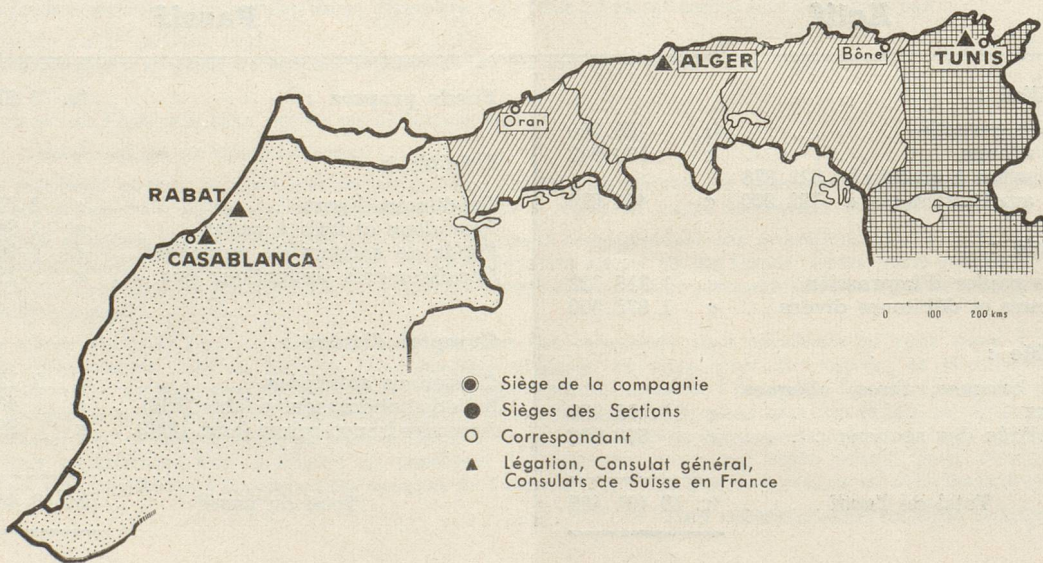 ALGER
Bône
TUNIS
Oran
RABAT
CASABLANCA
0 100 200 kms
Siège de la compagnie
Sièges des Sections
Correspondant
Légation, Consulat général,
Consulats de Suisse en France